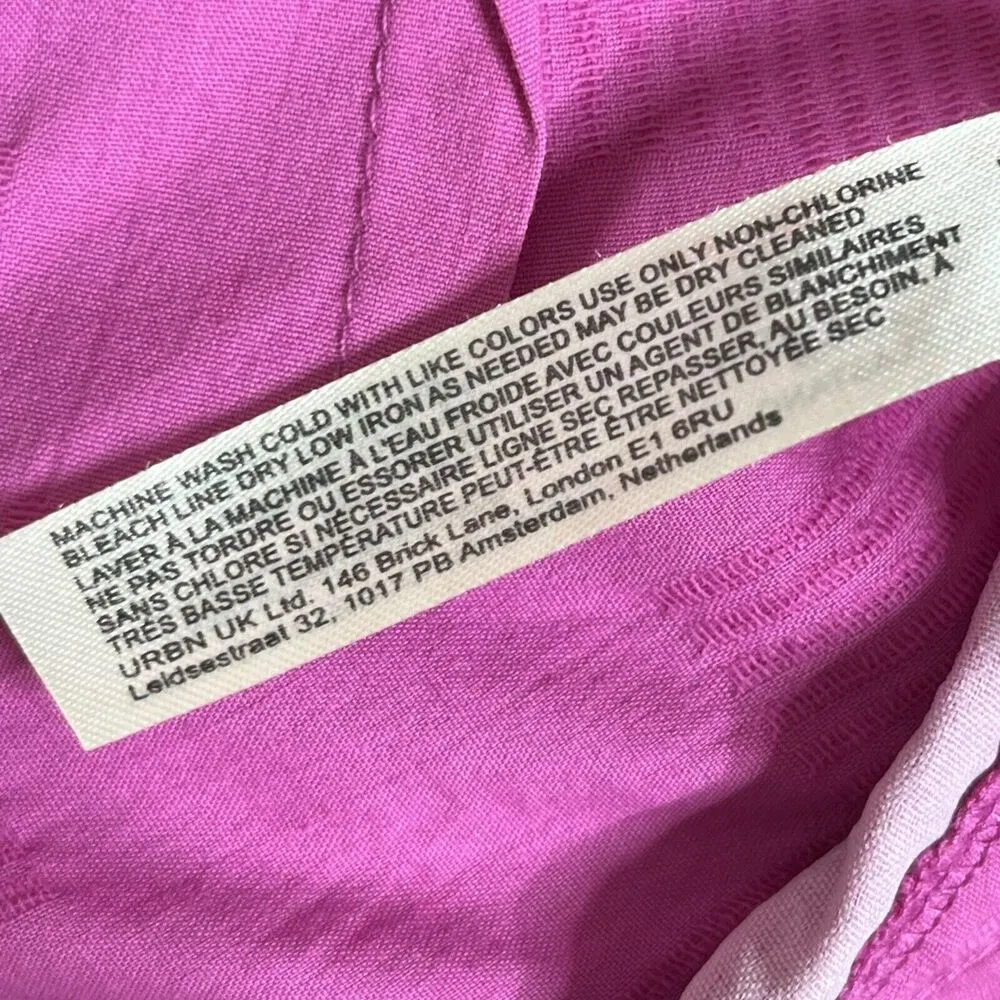 MACHINE WASH COLD WITH LIKE COLORS USE ONLY NON-CHLORINE
BLEACH LINE DRY LOW IRON AS NEEDED MAY BE DRY CLEANED
LAVER À LA MACHINE À L'EAU FROIDE AVEC COULEURS SIMILAIRES
NE PAS TORDRE OU ESSORER UTILISER UN AGENT DE BLANCHIMENT
SANS CHLORE SI NÉCESSAIRE LIGNE SEC REPASSER, AU BESOIN, À
TRÈS BASSE TEMPÉRATURE PEUT-ÊTRE ÊTRE NETTOYÉE SEC
URBN UK Ltd. 146 Brick Lane, London E1 6RU
Leidsestraat 32, 1017 PB Amsterdam, Netherlands